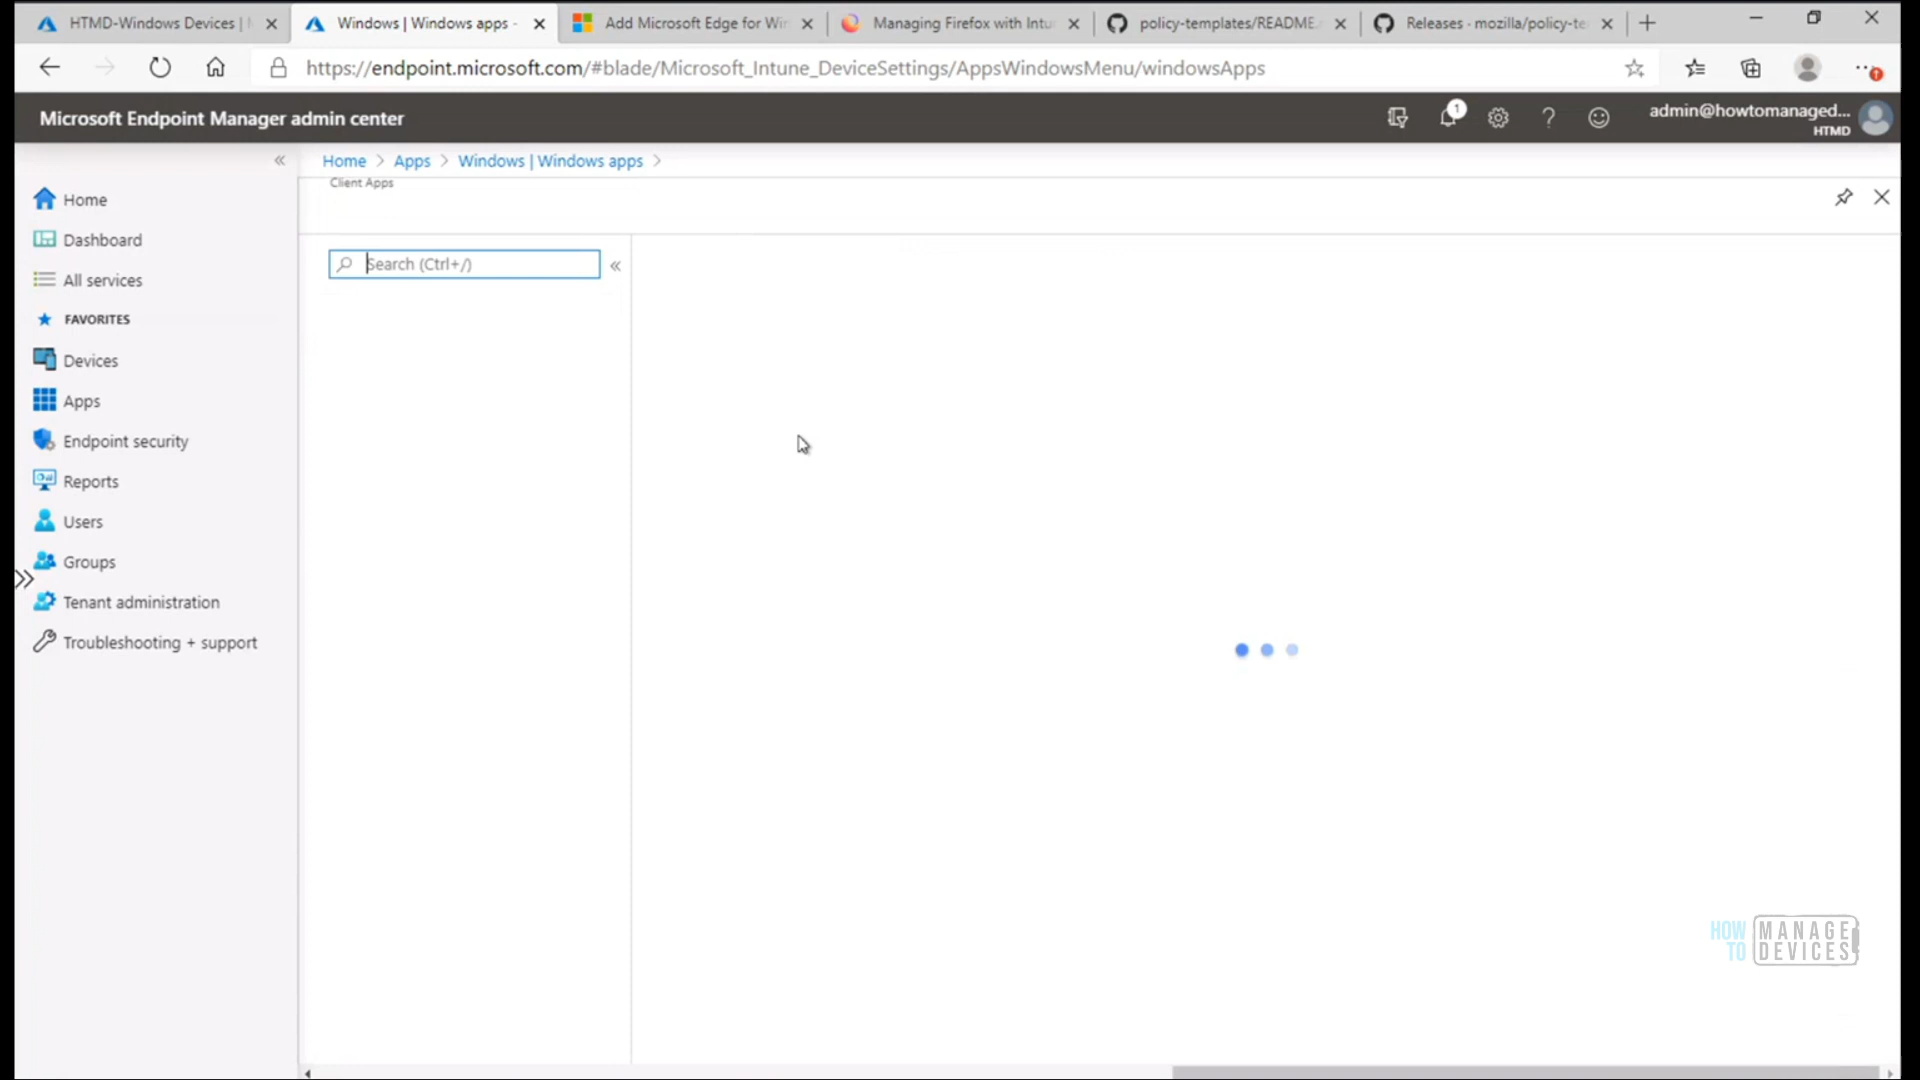 HTMD-Windows Devices | M
Windows | Windows apps -
Add Microsoft Edge for Win
Managing Firefox with Intu
policy-templates/README.
Releases · mozilla/policy-te
https://endpoint.microsoft.com/#blade/Microsoft_Intune_DeviceSettings/AppsWindowsMenu/windowsApps
Microsoft Endpoint Manager admin center
1
admin@howtomanaged...
HTMD
Home > Apps > Windows | Windows apps >
Client Apps
Search (Ctrl+/)
Home
Dashboard
All services
FAVORITES
Devices
Apps
Endpoint security
Reports
Users
Groups
Tenant administration
Troubleshooting + support
HOW TO
MANAGE
DEVICES